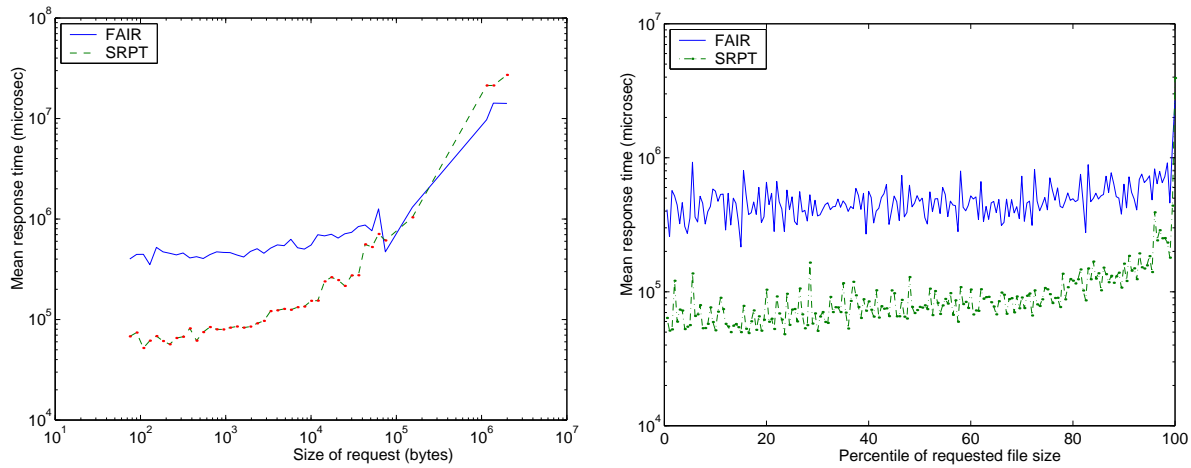 10^8
10^7
10^6
10^5
10^4
Mean response time (microsec)
FAIR
SRPT
10^1 10^2 10^3 10^4 10^5 10^6 10^7
Size of request (bytes)
10^7
10^6
10^5
10^4
Mean response time (microsec)
FAIR
SRPT
0 20 40 60 80 100
Percentile of requested file size